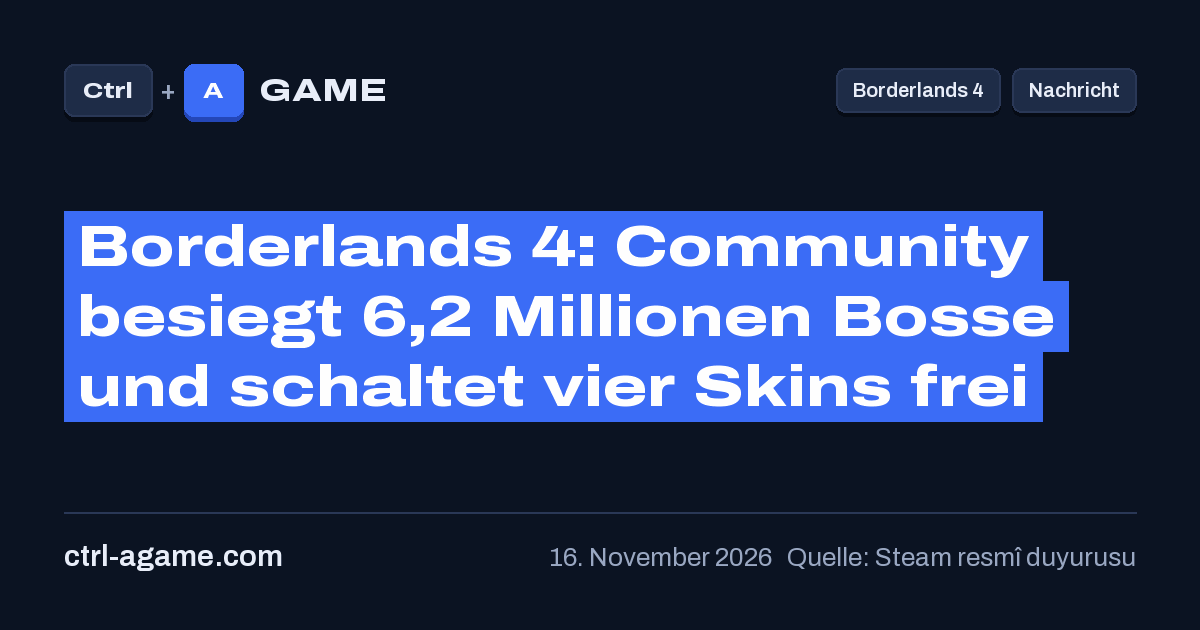 Ctrl + A GAME
Borderlands 4 Nachricht
Borderlands 4: Community
besiegt 6,2 Millionen Bosse
und schaltet vier Skins frei
ctrl-agame.com
16. November 2026 Quelle: Steam resmî duyurusu